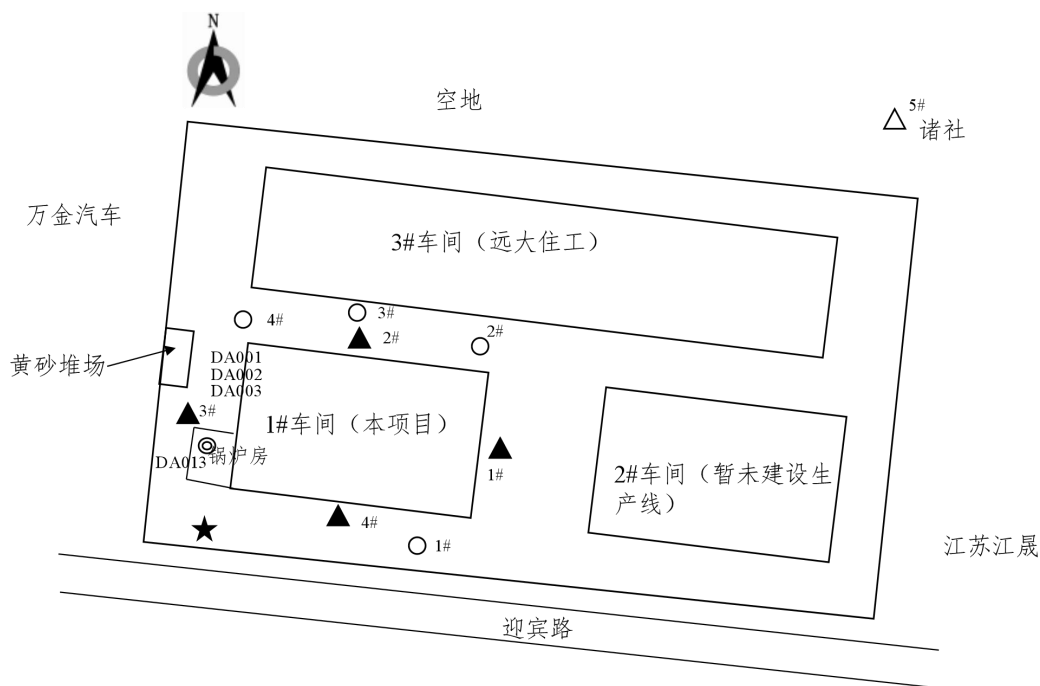 N
空地
5#
诸社
万金汽车
3#车间（远大住工）
3#
4#
2#
2#
黄砂堆场
DA001
DA002
DA003
3#
1#车间（本项目）
DA013
锅炉房
1#
2#车间（暂未建设生
产线）
4#
1#
江苏江晟
迎宾路